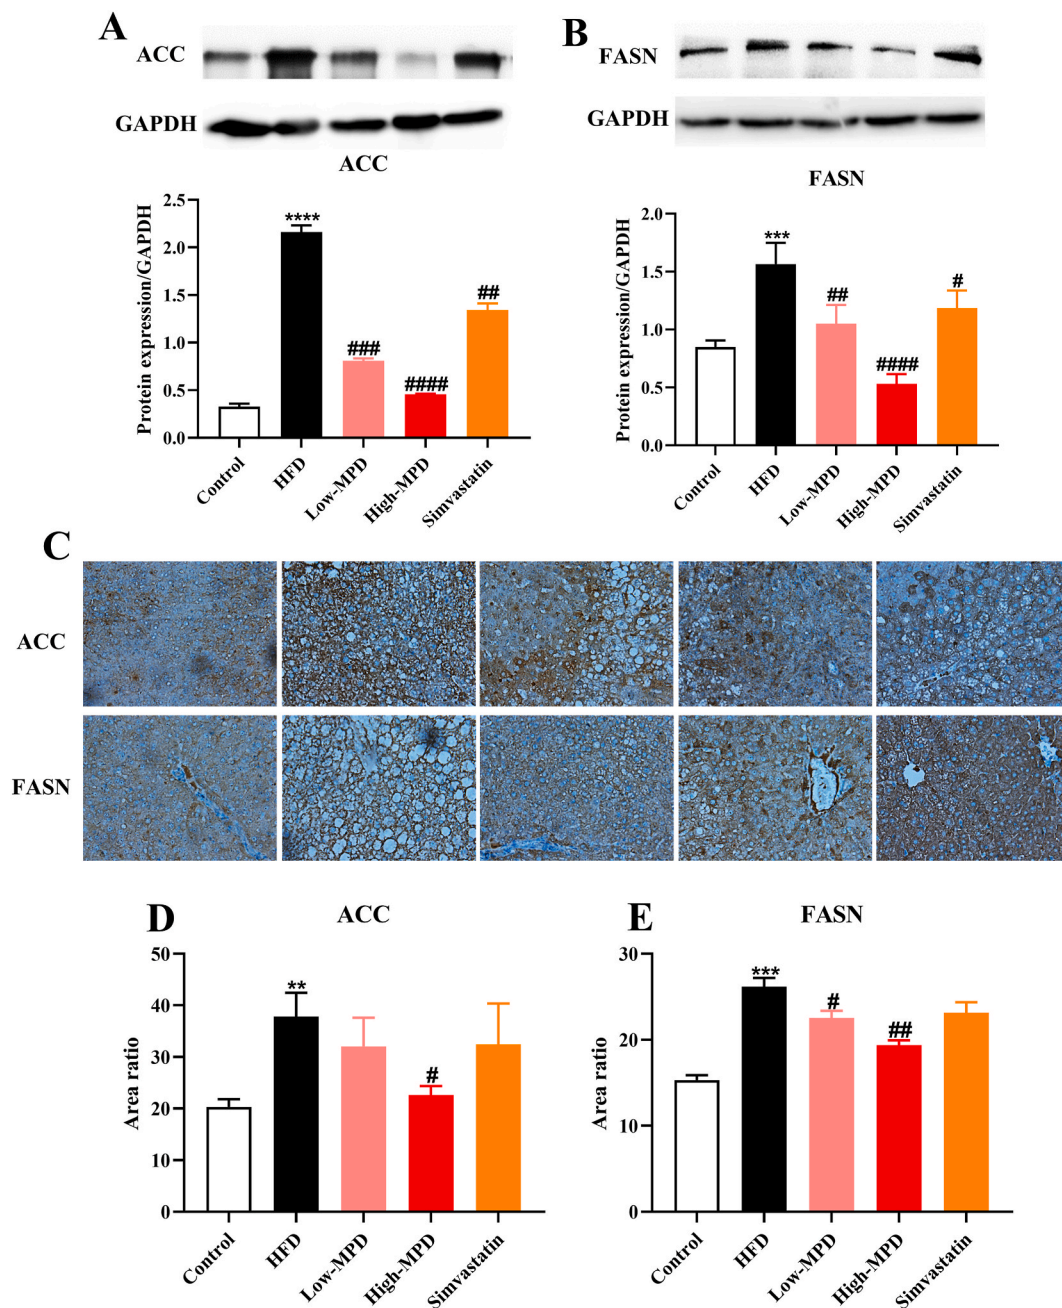 A
ACC
GAPDH
ACC
Protein expression/GAPDH
2.5
2.0
1.5
1.0
0.5
0.0
****
###
####
##
Control
HFD
Low-MPD
High-MPD
Simvastatin
B
FASN
GAPDH
FASN
Protein expression/GAPDH
2.0
1.5
1.0
0.5
0.0
***
##
####
#
Control
HFD
Low-MPD
High-MPD
Simvastatin
C
ACC
FASN
D
ACC
Area ratio
50
40
30
20
10
0
**
#
Control
HFD
Low-MPD
High-MPD
Simvastatin
E
FASN
Area ratio
30
20
10
0
***
#
##
Control
HFD
Low-MPD
High-MPD
Simvastatin